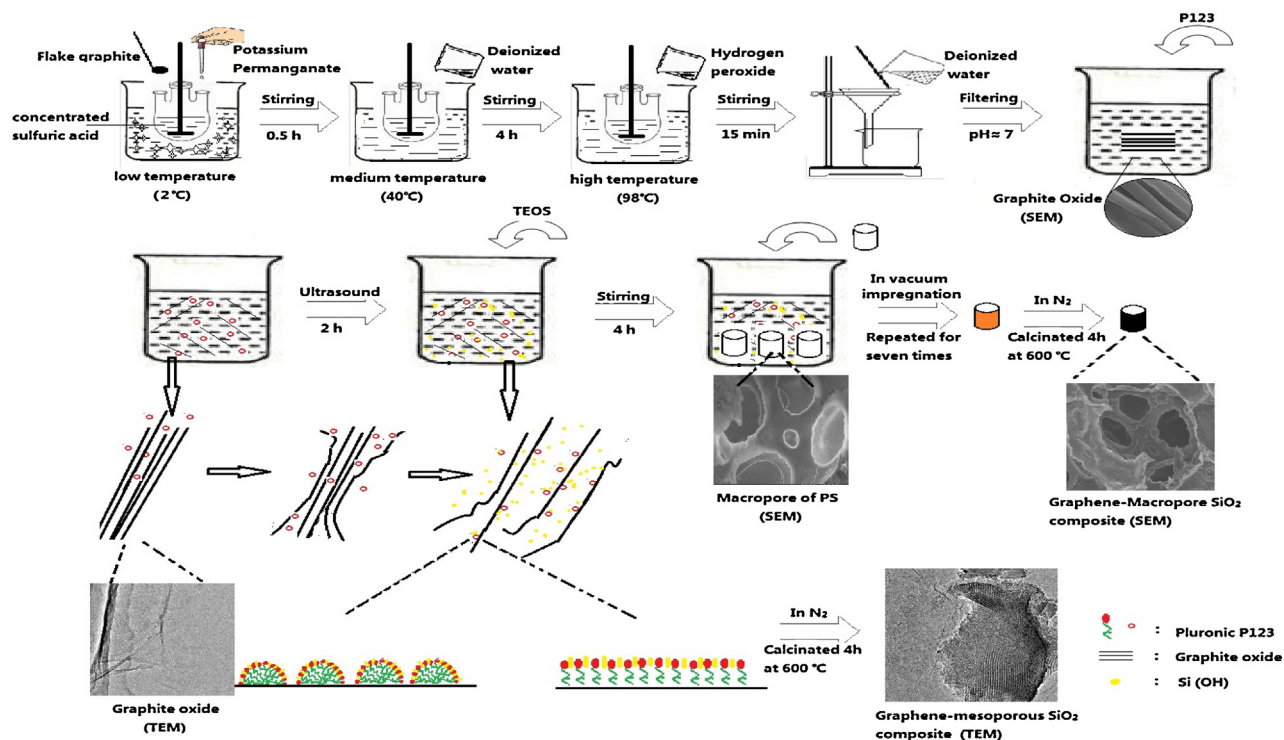 P123
Flake graphite
Potassium
Permanganate
Deionized
water
Hydrogen
peroxide
Deionized
water
concentrated
sulfuric acid
Stirring
0.5 h
Stirring
4 h
Stirring
15 min
Filtering
pH≈ 7
low temperature
(2℃)
medium temperature
(40℃)
high temperature
(98℃)
Graphite Oxide
(SEM)
TEOS
Ultrasound
2 h
Stirring
4 h
In vacuum
impregnation
Repeated for
seven times
In N₂
Calcinated 4h
at 600 ℃
Macropore of PS
(SEM)
Graphene-Macropore SiO₂
composite (SEM)
Graphite oxide
(TEM)
In N₂
Calcinated 4h
at 600 ℃
Graphene-mesoporous SiO₂
composite (TEM)
: Pluronic P123
: Graphite oxide
: Si (OH)